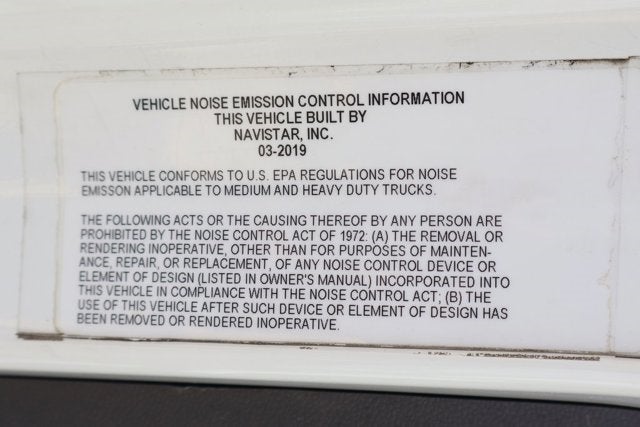 VEHICLE NOISE EMISSION CONTROL INFORMATION
THIS VEHICLE BUILT BY
NAVISTAR, INC.
03-2019
THIS VEHICLE CONFORMS TO U.S. EPA REGULATIONS FOR NOISE
EMISSON APPLICABLE TO MEDIUM AND HEAVY DUTY TRUCKS.
THE FOLLOWING ACTS OR THE CAUSING THEREOF BY ANY PERSON ARE
PROHIBITED BY THE NOISE CONTROL ACT OF 1972: (A) THE REMOVAL OR
RENDERING INOPERATIVE, OTHER THAN FOR PURPOSES OF MAINTEN-
ANCE, REPAIR, OR REPLACEMENT, OF ANY NOISE CONTROL DEVICE OR
ELEMENT OF DESIGN (LISTED IN OWNER'S MANUAL) INCORPORATED INTO
THIS VEHICLE IN COMPLIANCE WITH THE NOISE CONTROL ACT; (B) THE
USE OF THIS VEHICLE AFTER SUCH DEVICE OR ELEMENT OF DESIGN HAS
BEEN REMOVED OR RENDERED INOPERATIVE.